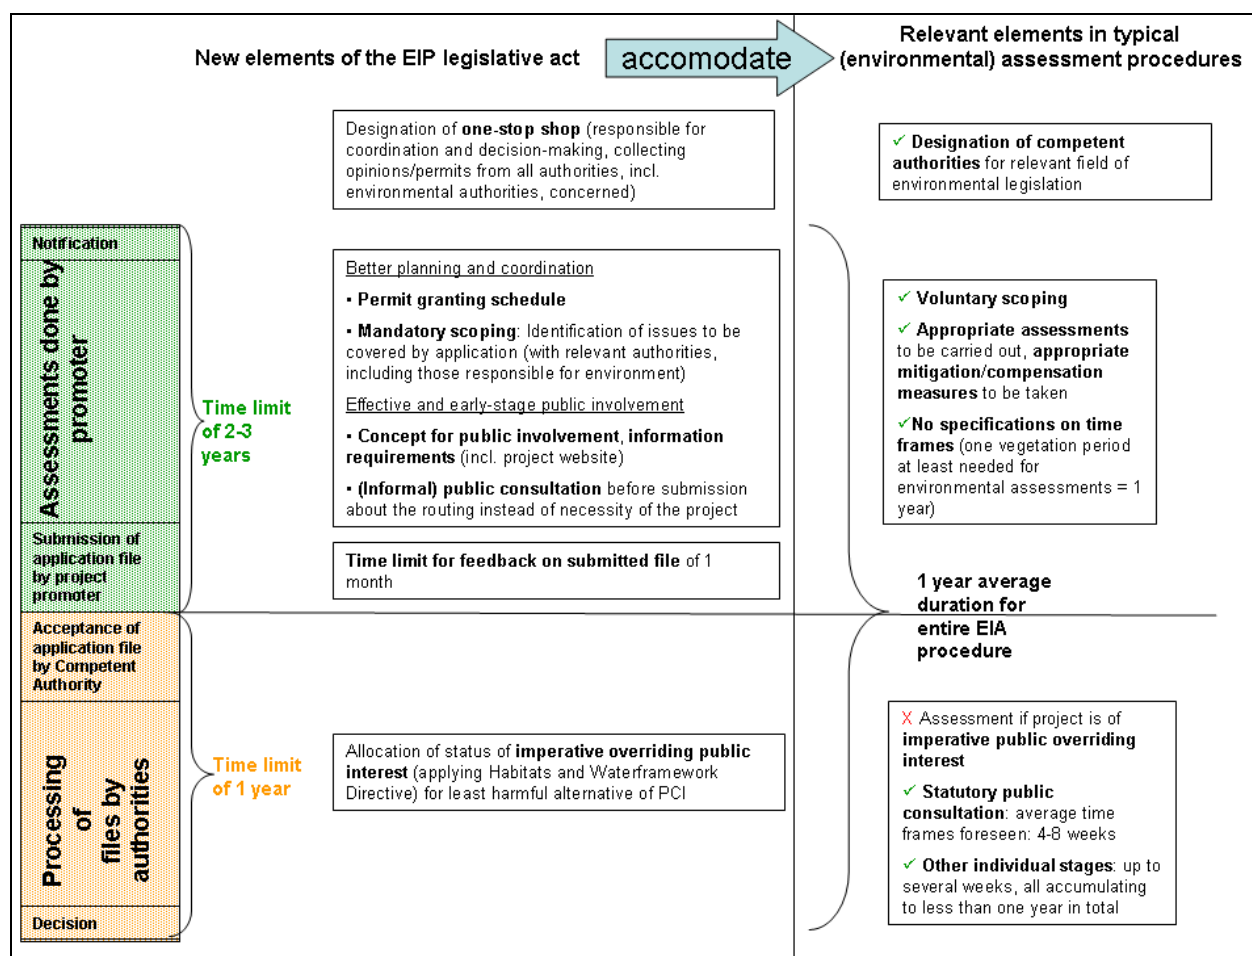 New elements of the EIP legislative act
accomodate
Relevant elements in typical
(environmental) assessment procedures
Designation of one-stop shop (responsible for
coordination and decision-making, collecting
opinions/permits from all authorities, incl.
environmental authorities, concerned)
✓ Designation of competent
authorities for relevant field of
environmental legislation
Notification
Assessments done by
promoter
Submission of
application file
by project
promoter
Time limit
of 2-3
years
Better planning and coordination
▪ Permit granting schedule
▪ Mandatory scoping: Identification of issues to be
covered by application (with relevant authorities,
including those responsible for environment)
Effective and early-stage public involvement
▪ Concept for public involvement, information
requirements (incl. project website)
▪ (Informal) public consultation before submission
about the routing instead of necessity of the project
Time limit for feedback on submitted file of 1
month
✓ Voluntary scoping
✓ Appropriate assessments
to be carried out, appropriate
mitigation/compensation
measures to be taken
✓No specifications on time
frames (one vegetation period
at least needed for
environmental assessments = 1
year)
1 year average
duration for
entire EIA
procedure
Acceptance of
application file
by Competent
Authority
Processing
of
files by
authorities
Decision
Time limit
of 1 year
Allocation of status of imperative overriding public
interest (applying Habitats and Waterframework
Directive) for least harmful alternative of PCI
X Assessment if project is of
imperative public overriding
interest
✓ Statutory public
consultation: average time
frames foreseen: 4-8 weeks
✓ Other individual stages: up to
several weeks, all accumulating
to less than one year in total